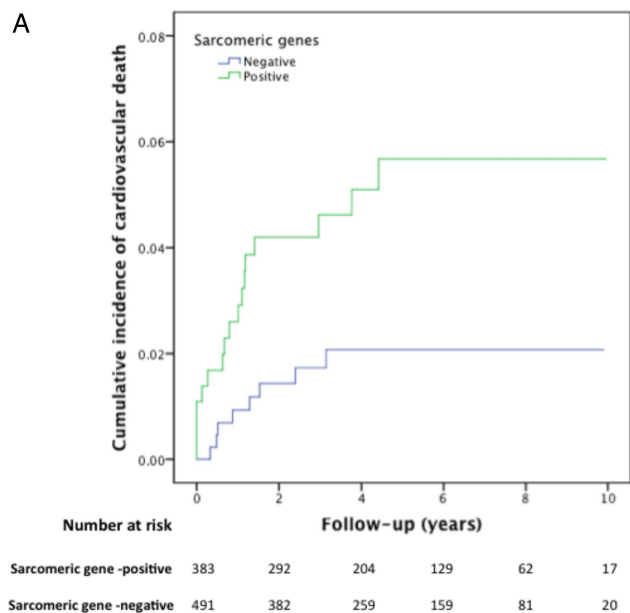 A
Cumulative incidence of cardiovascular death
0.08
0.06
0.04
0.02
0.00
Sarcomeric genes
Negative
Positive
0 2 4 6 8 10
Number at risk
Follow-up (years)
Sarcomeric gene -positive 383 292 204 129 62 17
Sarcomeric gene -negative 491 382 259 159 81 20